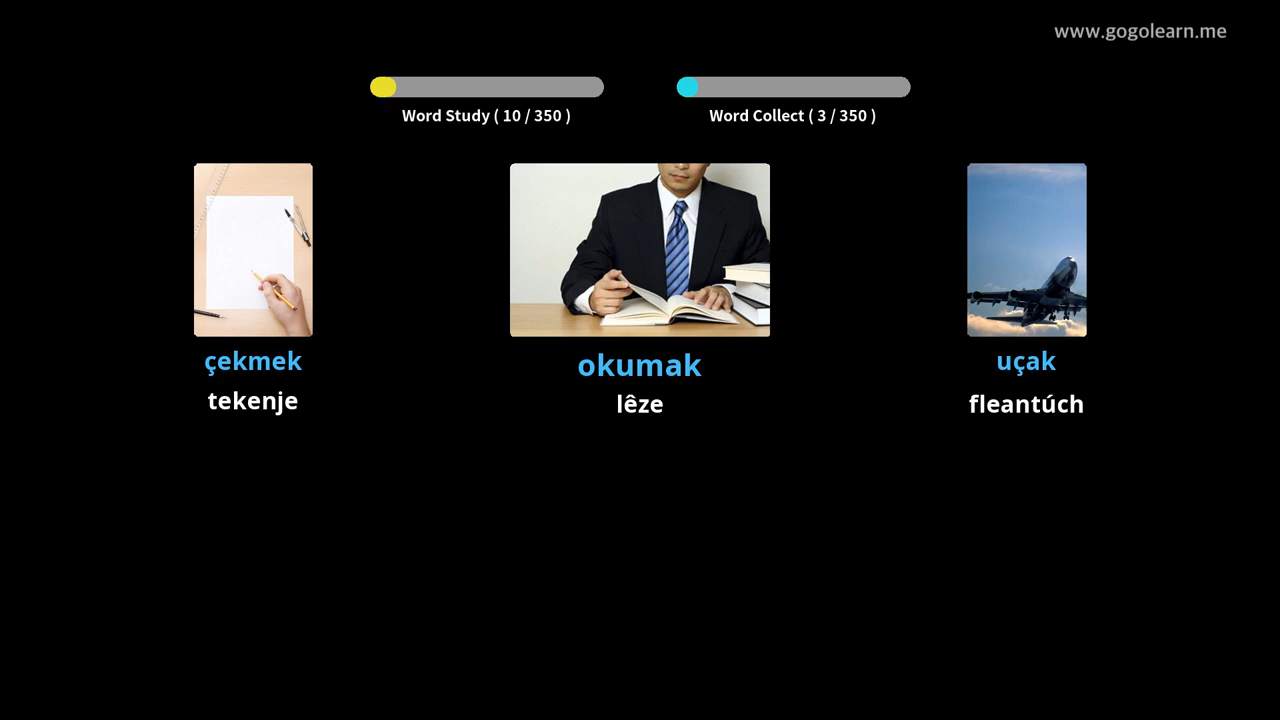 www.gogolearn.me
Word Study ( 10 / 350 )
Word Collect ( 3 / 350 )
çekmek
okumak
uçak
tekenje
lêze
fleantúch